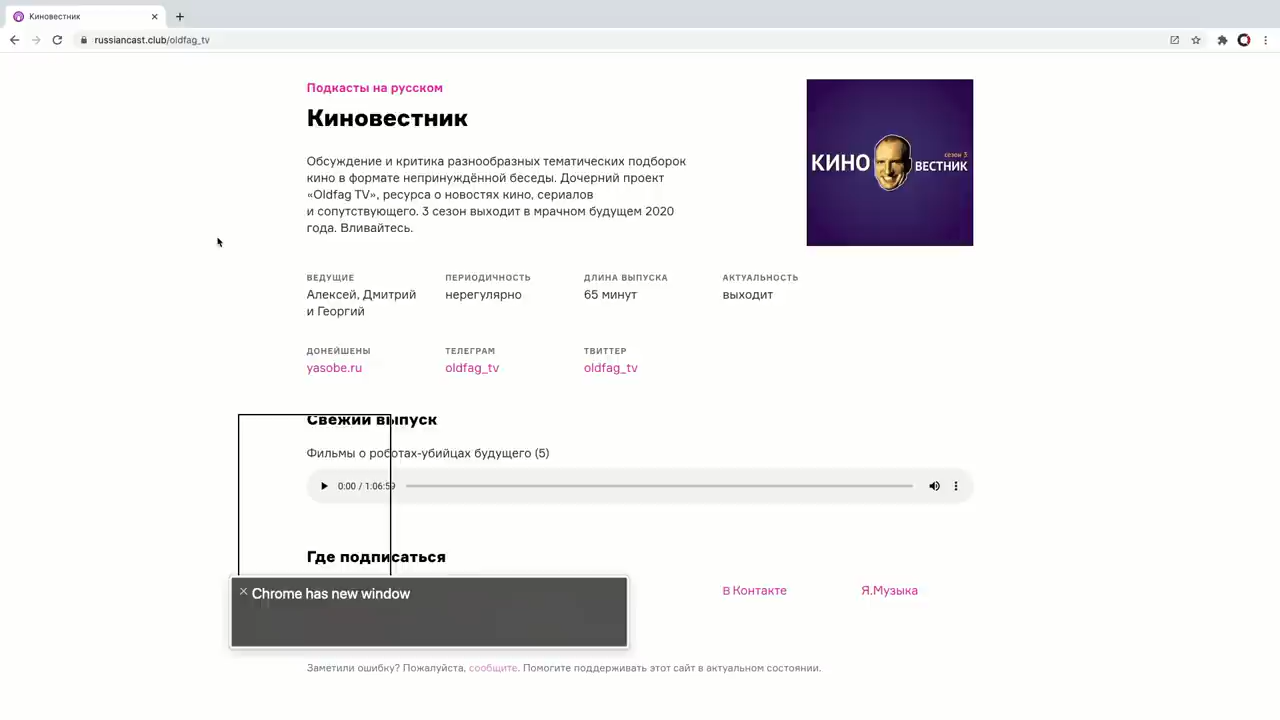 Киновестник
russiancast.club/oldfag_tv
Подкасты на русском
Киновестник
Обсуждение и критика разнообразных тематических подборок
кино в формате непринуждённой беседы. Дочерний проект
«Oldfag TV», ресурса о новостях кино, сериалов
и сопутствующего. 3 сезон выходит в мрачном будущем 2020
года. Вливайтесь.
КИНО
сезон 3
ВЕСТНИК
ВЕДУЩИЕ
Алексей, Дмитрий
и Георгий
ПЕРИОДИЧНОСТЬ
нерегулярно
ДЛИНА ВЫПУСКА
65 минут
АКТУАЛЬНОСТЬ
выходит
ДОНЕЙШЕНЫ
yasobe.ru
ТЕЛЕГРАМ
oldfag_tv
ТВИТТЕР
oldfag_tv
Свежий выпуск
Фильмы о роботах-убийцах будущего (5)
0:00 / 1:06:59
Где подписаться
Chrome has new window
В Контакте
Я.Музыка
Заметили ошибку? Пожалуйста, сообщите. Помогите поддерживать этот сайт в актуальном состоянии.